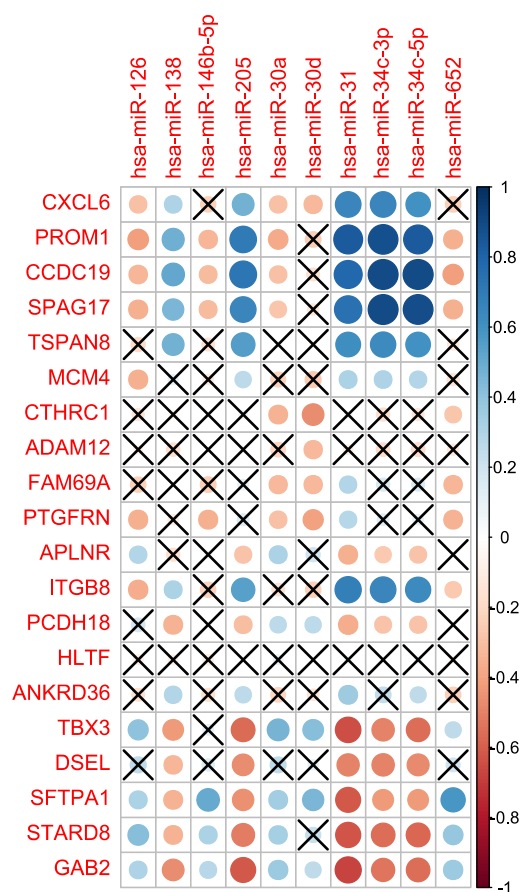 hsa-miR-126
hsa-miR-138
hsa-miR-146b-5p
hsa-miR-205
hsa-miR-30a
hsa-miR-30d
hsa-miR-31
hsa-miR-34c-3p
hsa-miR-34c-5p
hsa-miR-652
CXCL6
PROM1
CCDC19
SPAG17
TSPAN8
MCM4
CTHRC1
ADAM12
FAM69A
PTGFRN
APLNR
ITGB8
PCDH18
HLTF
ANKRD36
TBX3
DSEL
SFTPA1
STARD8
GAB2
1
0.8
0.6
0.4
0.2
0
-0.2
-0.4
-0.6
-0.8
-1